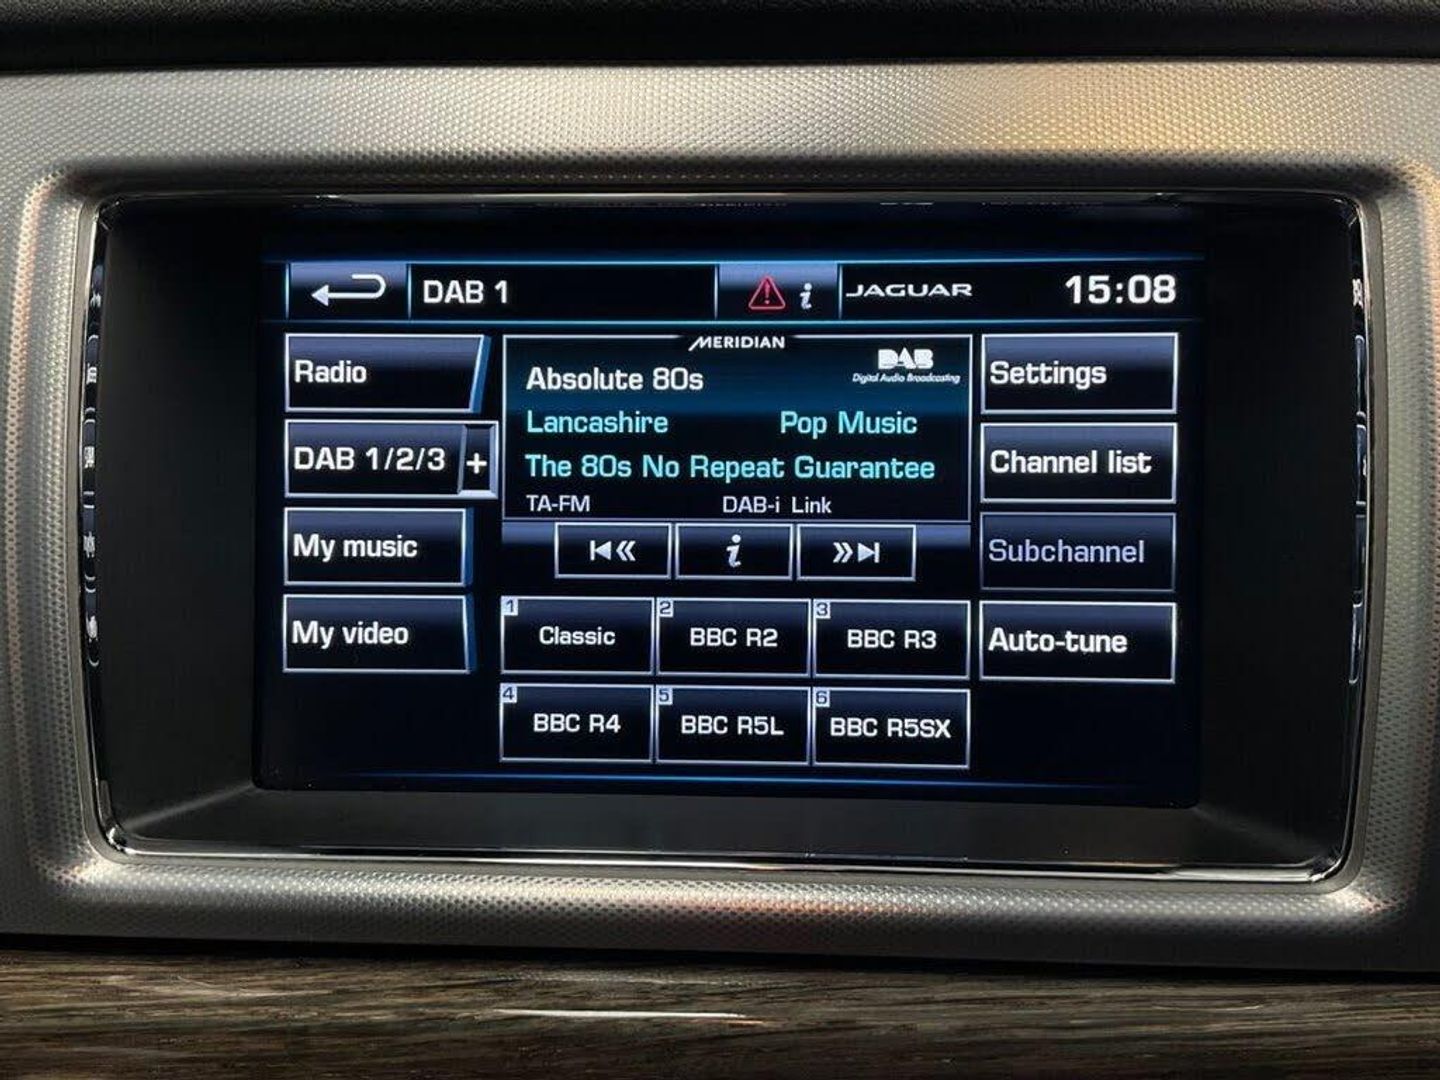 DAB 1
i
JAGUAR
15:08
Radio
DAB 1/2/3 +
My music
My video
MERIDIAN
Absolute 80s
DAB
Digital Audio Broadcasting
Lancashire Pop Music
The 80s No Repeat Guarantee
TA-FM DAB-i Link
i
1 Classic
2 BBC R2
3 BBC R3
4 BBC R4
5 BBC R5L
6 BBC R5SX
Settings
Channel list
Subchannel
Auto-tune